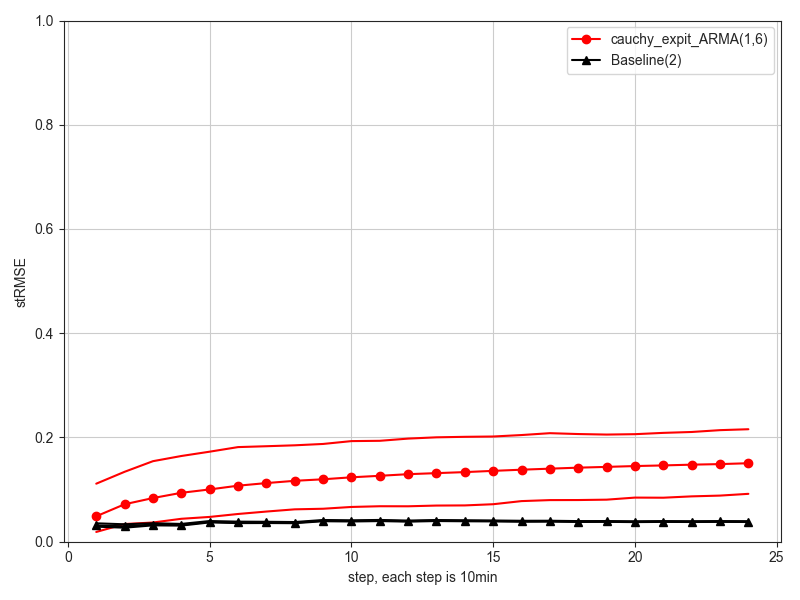 1.0
0.8
0.6
0.4
0.2
0.0
stRMSE
cauchy_expit_ARMA(1,6)
Baseline(2)
0 5 10 15 20 25
step, each step is 10min